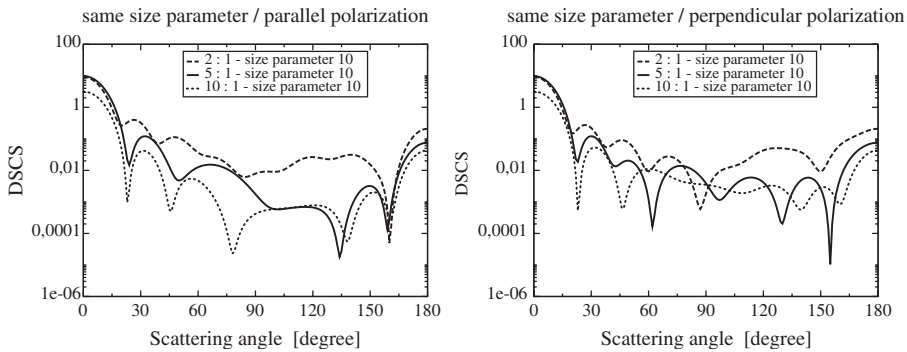 same size parameter / parallel polarization
100
1
0.01
0,0001
1e-06
DSCS
2 : 1 - size parameter 10
5 : 1 - size parameter 10
10 : 1 - size parameter 10
0 30 60 90 120 150 180
Scattering angle [degree]
same size parameter / perpendicular polarization
100
1
0.01
0,0001
1e-06
DSCS
2 : 1 - size parameter 10
5 : 1 - size parameter 10
10 : 1 - size parameter 10
0 30 60 90 120 150 180
Scattering angle [degree]